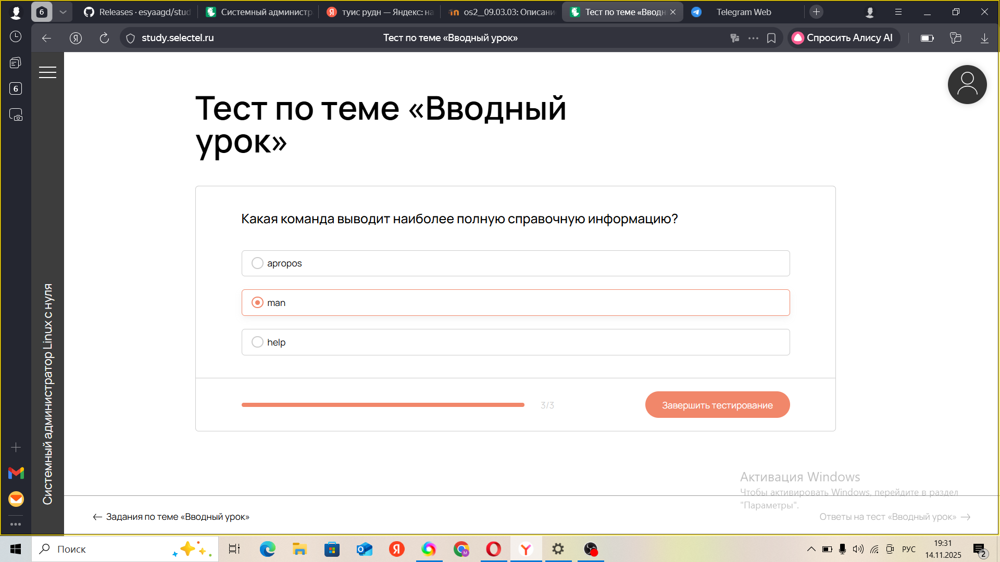 6
Releases · esyaagd/stud
Системный администр
туис рудн — Яндекс: на
os2__09.03.03: Описани
Тест по теме «Вводн
Telegram Web
study.selectel.ru
Тест по теме «Вводный урок»
Спросить Алису AI
6
Системный администратор Linux с нуля
Тест по теме «Вводный
урок»
Какая команда выводит наиболее полную справочную информацию?
apropos
man
help
3/3
Завершить тестирование
Активация Windows
Чтобы активировать Windows, перейдите в раздел
"Параметры".
← Задания по теме «Вводный урок»
Ответы на тест «Вводный урок» →
Поиск
РУС
19:31
14.11.2025
2